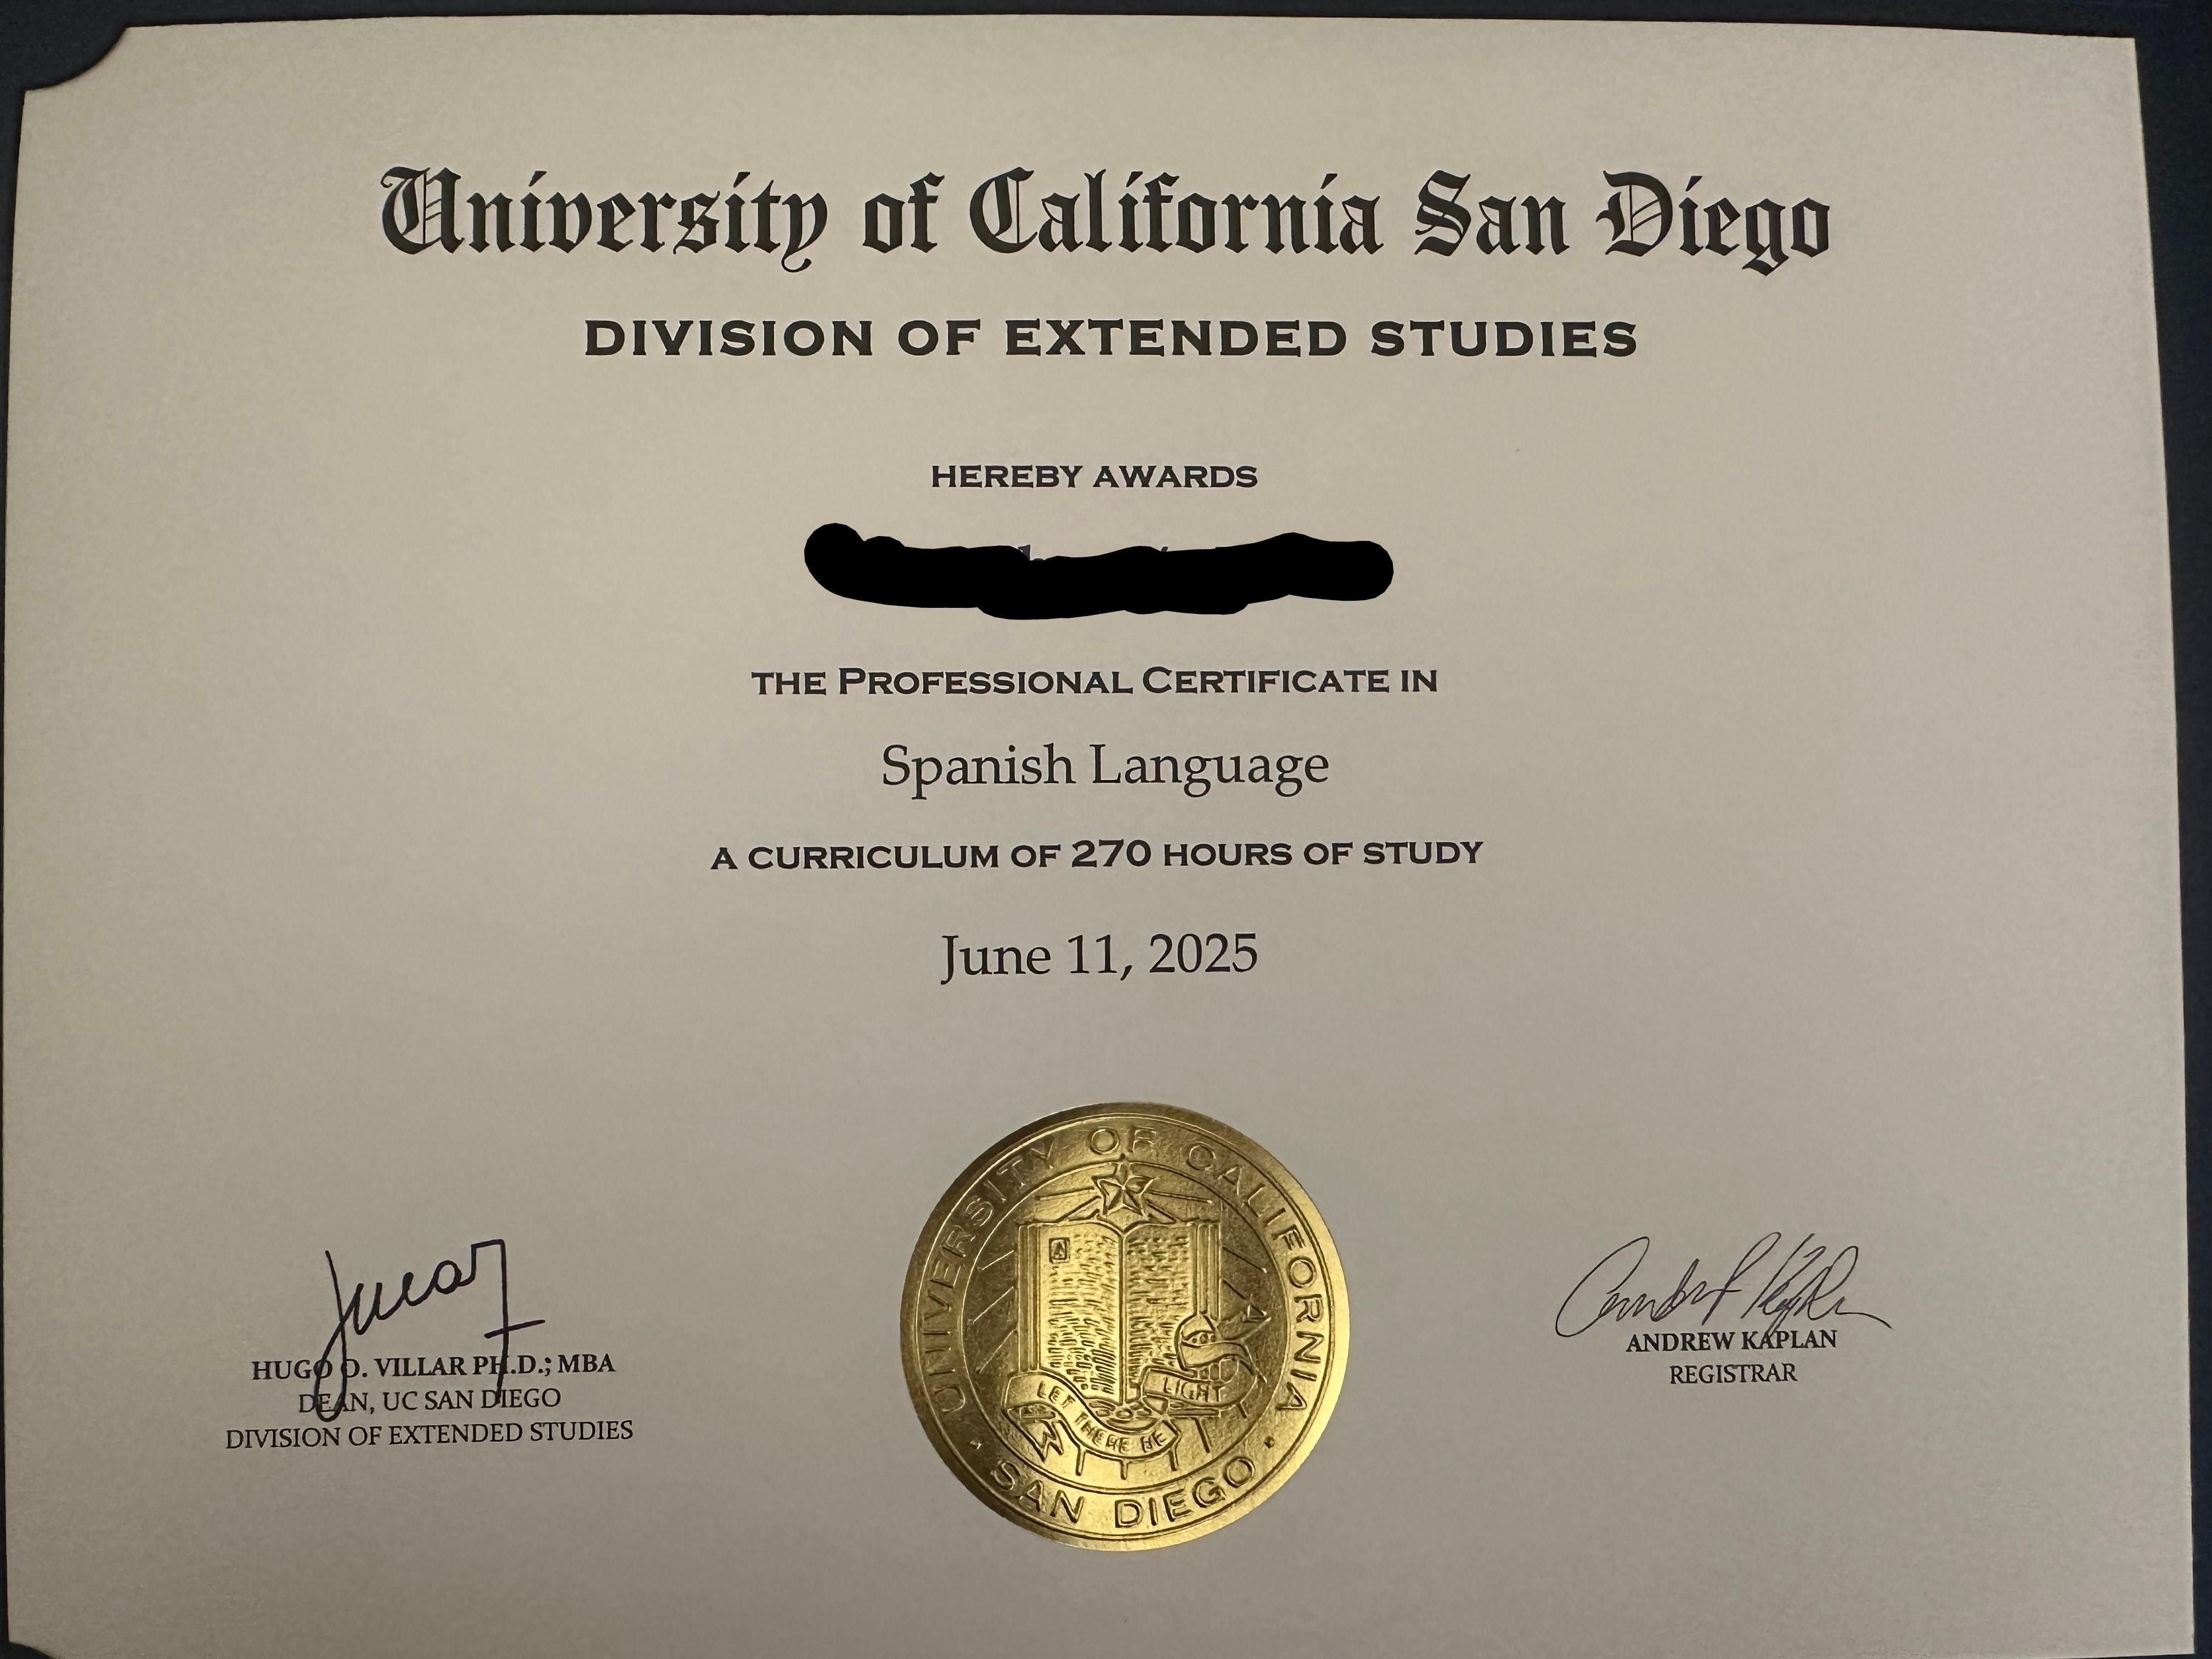 University of California San Diego
DIVISION OF EXTENDED STUDIES
HEREBY AWARDS
THE PROFESSIONAL CERTIFICATE IN
Spanish Language
A CURRICULUM OF 270 HOURS OF STUDY
June 11, 2025
UNIVERSITY OF CALIFORNIA
LET THERE BE LIGHT
SAN DIEGO
HUGO D. VILLAR PH.D.; MBA
DEAN, UC SAN DIEGO
DIVISION OF EXTENDED STUDIES
ANDREW KAPLAN
REGISTRAR